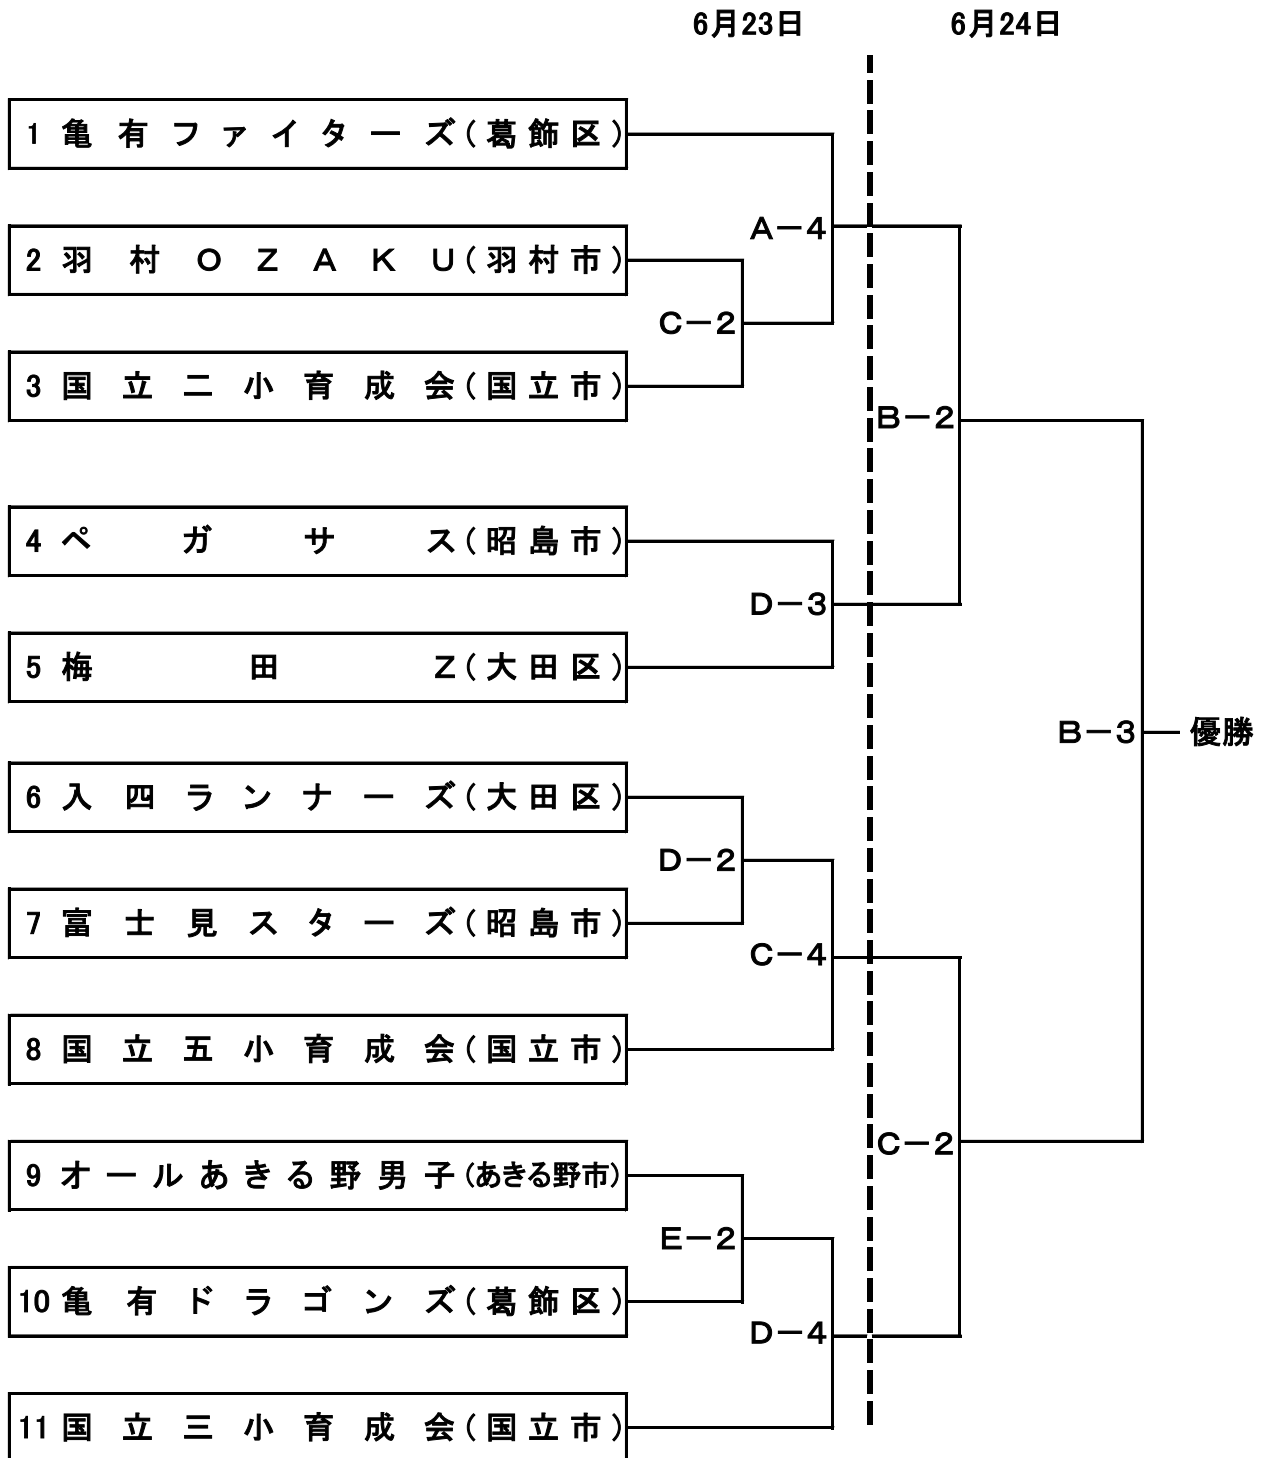 6月23日 6月24日
1 亀有ファイターズ(葛飾区)
A－4
2 羽村OZAKU(羽村市)
C－2
3 国立二小育成会(国立市)
B－2
4 ペガサス(昭島市)
D－3
5 梅田Z(大田区)
B－3 優勝
6 入四ランナーズ(大田区)
D－2
7 富士見スターズ(昭島市)
C－4
8 国立五小育成会(国立市)
C－2
9 オールあきる野男子(あきる野市)
E－2
10 亀有ドラゴンズ(葛飾区)
D－4
11 国立三小育成会(国立市)